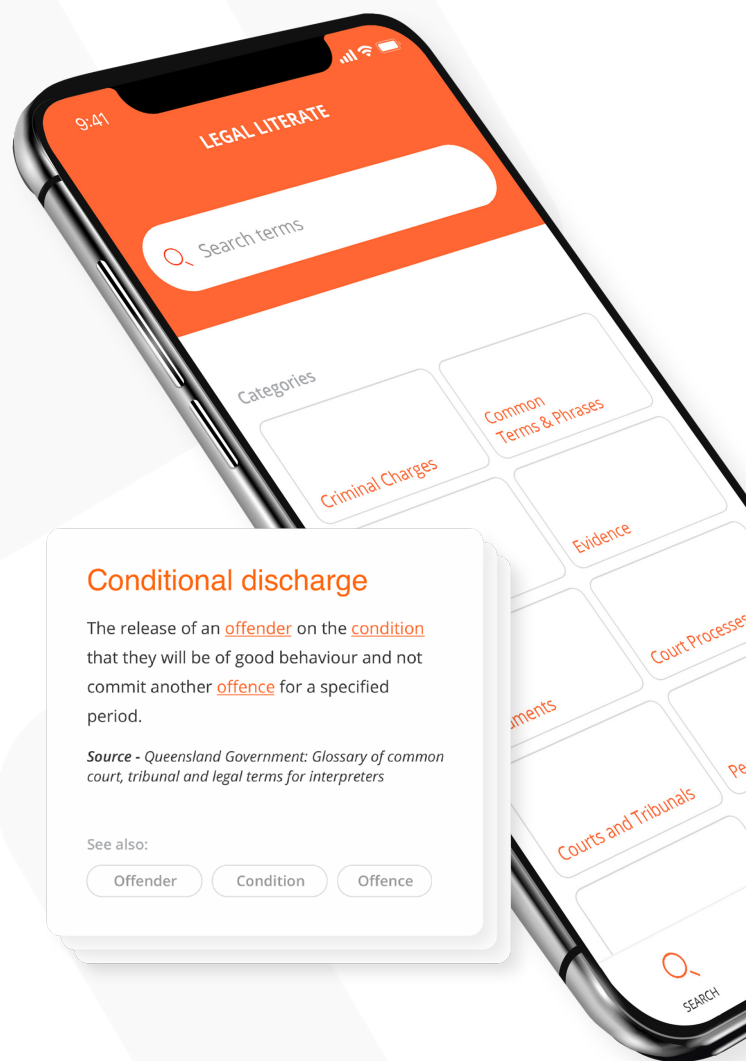 9:41
LEGAL LITERATE
Search terms
Categories
Criminal Charges
Common
Terms & Phrases
Evidence
Court Processes
Courts and Tribunals
SEARCH
Conditional discharge
The release of an offender on the condition
that they will be of good behaviour and not
commit another offence for a specified
period.
Source - Queensland Government: Glossary of common
court, tribunal and legal terms for interpreters
See also:
Offender
Condition
Offence